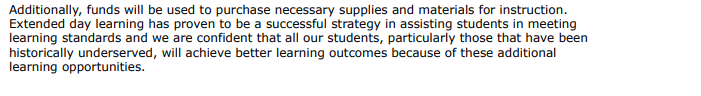 Additionally, funds will be used to purchase necessary supplies and materials for instruction.
Extended day learning has proven to be a successful strategy in assisting students in meeting
learning standards and we are confident that all our students, particularly those that have been
historically underserved, will achieve better learning outcomes because of these additional
learning opportunities.